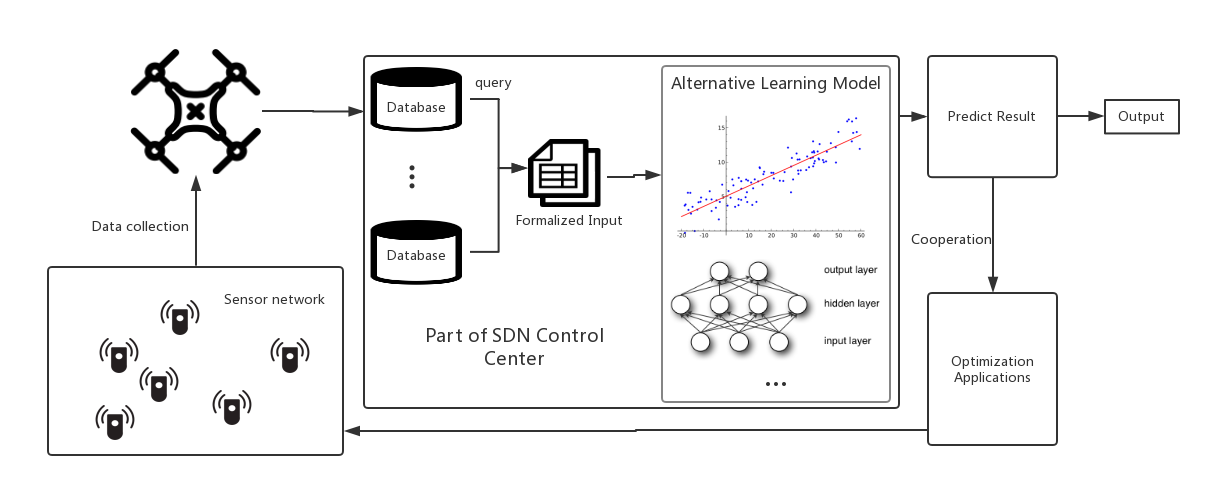 Data collection
Sensor network
Database
query
Database
Formalized Input
Part of SDN Control
Center
Alternative Learning Model
15
10
5
-20
-10
10
20
30
40
50
60
output layer
hidden layer
input layer
Predict Result
Output
Cooperation
Optimization
Applications